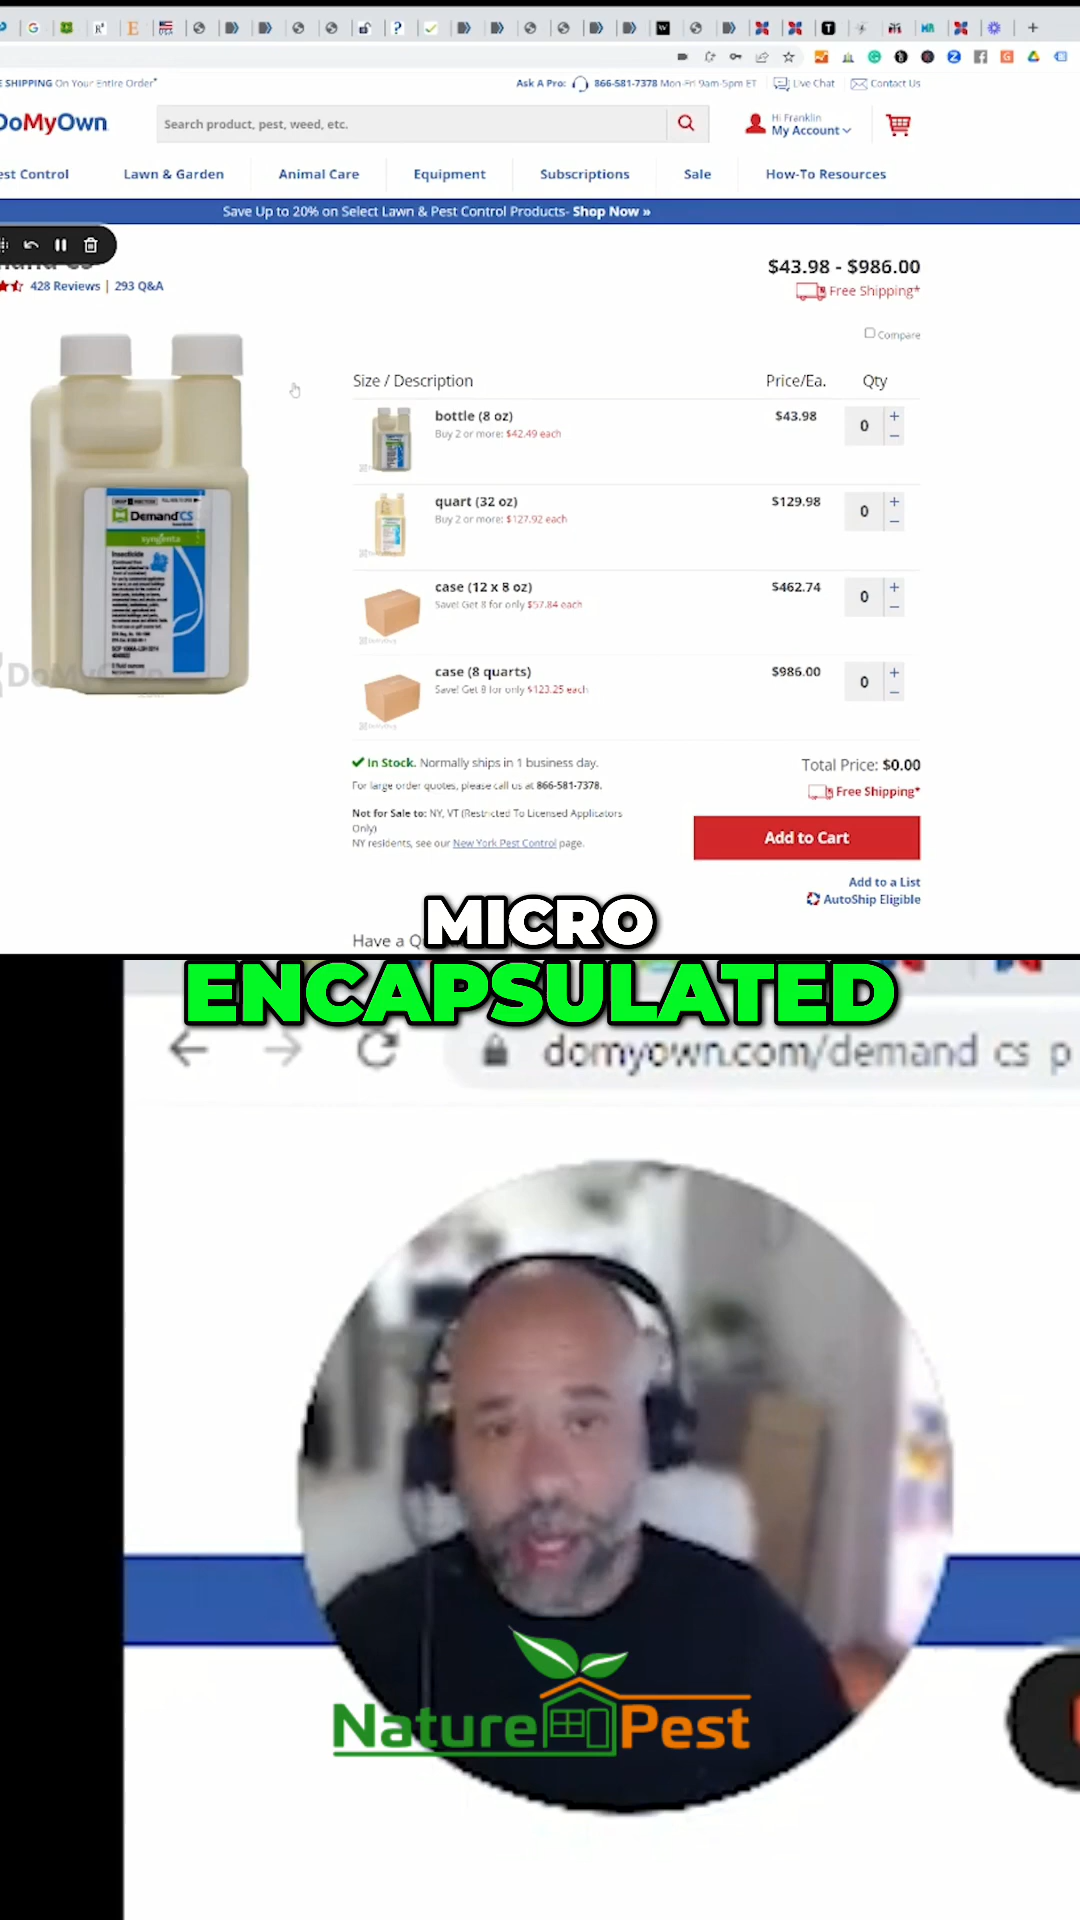 E SHIPPING On Your Entire Order*
Ask A Pro: 866-581-7378 Mon-Fri 9am-5pm ET
Live Chat
Contact Us
DoMyOwn
Search product, pest, weed, etc.
Hi Franklin
My Account
est Control
Lawn & Garden
Animal Care
Equipment
Subscriptions
Sale
How-To Resources
Save Up to 20% on Select Lawn & Pest Control Products- Shop Now »
428 Reviews | 293 Q&A
$43.98 - $986.00
Free Shipping*
Compare
Size / Description
Price/Ea.
Qty
bottle (8 oz)
$43.98
0
Buy 2 or more: $42.49 each
quart (32 oz)
$129.98
0
Buy 2 or more: $127.92 each
case (12 x 8 oz)
$462.74
0
Save! Get 8 for only $57.84 each
case (8 quarts)
$986.00
0
Save! Get 8 for only $123.25 each
Demand CS
syngenta
Insecticide
DoMyOwn
In Stock. Normally ships in 1 business day.
For large order quotes, please call us at 866-581-7378.
Not for Sale to: NY, VT (Restricted To Licensed Applicators
Only)
NY residents, see our New York Pest Control page.
Total Price: $0.00
Free Shipping*
Add to Cart
Add to a List
AutoShip Eligible
Have a Q
MICRO
ENCAPSULATED
domyown.com/demand cs p
Nature Pest